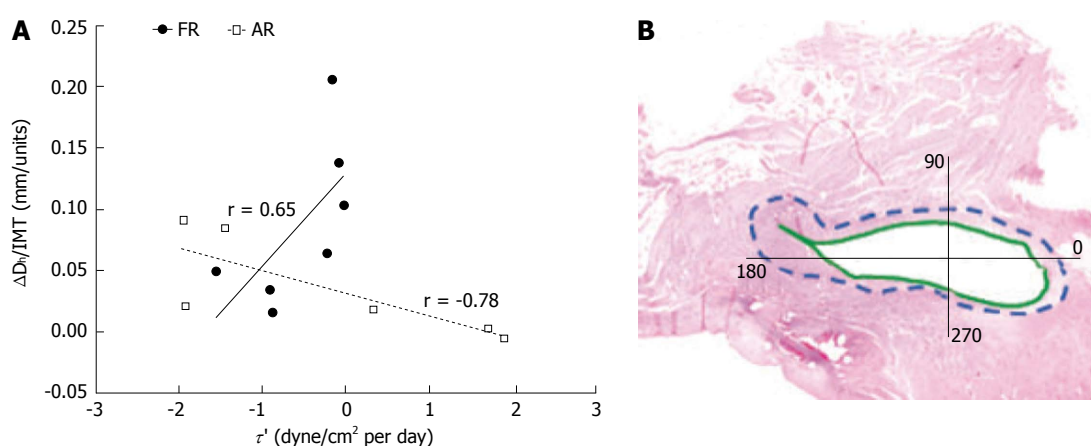 A
FR AR
ΔDₕ/IMT (mm/units)
0.25
0.20
0.15
0.10
0.05
0.00
-0.05
r = 0.65
r = -0.78
-3 -2 -1 0 1 2 3
τ' (dyne/cm² per day)
B
90
0
180
270